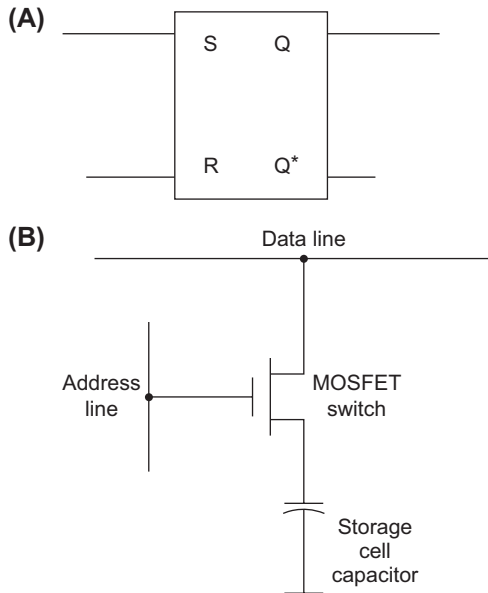 (A)
S Q
R Q*
(B)
Data line
Address
line
MOSFET
switch
Storage
cell
capacitor